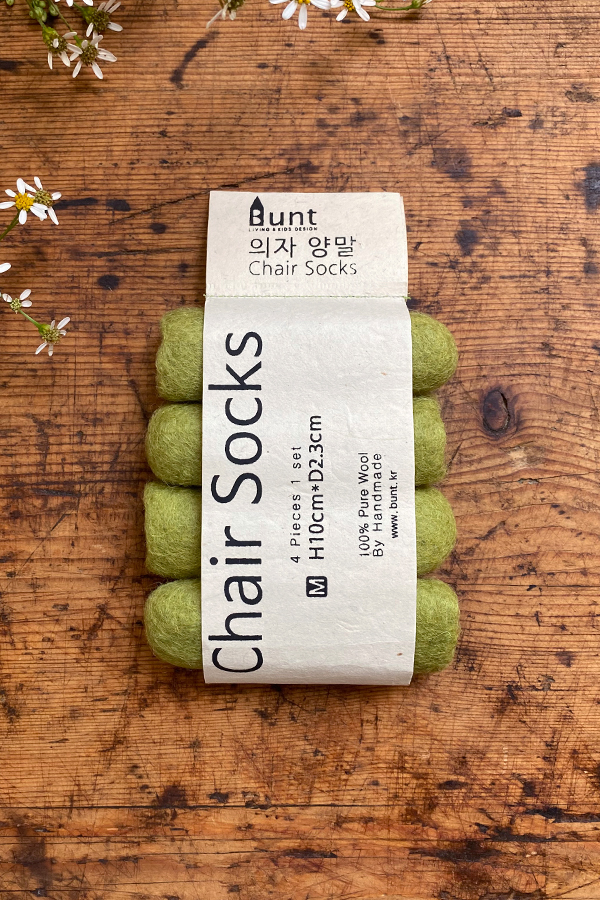 Bunt
LIVING & KIDS DESIGN
의자 양말
Chair Socks
Chair Socks
4 Pieces 1 set
M H10cm*D2.3cm
100% Pure Wool
By Handmade
www.bunt.kr